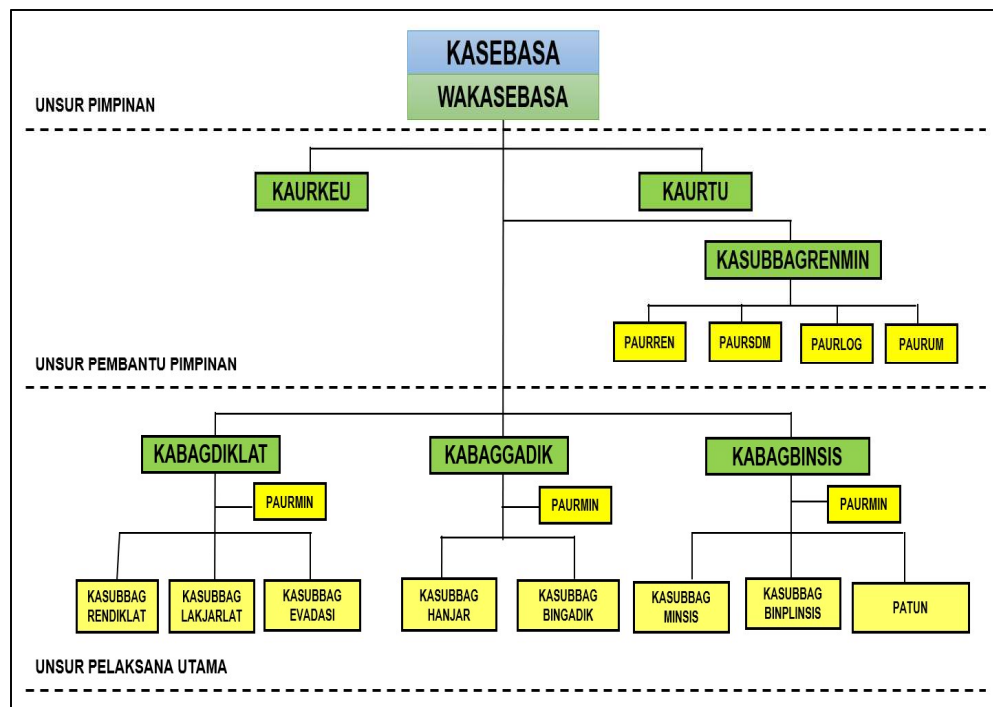 KASEBASA
WAKASEBASA
UNSUR PIMPINAN
KAURKEU
KAURTU
KASUBBAGRENMIN
PAURREN
PAURSDM
PAURLOG
PAURUM
UNSUR PEMBANTU PIMPINAN
KABAGDIKLAT
KABAGGADIK
KABAGBINSIS
PAURMIN
PAURMIN
PAURMIN
KASUBBAG
RENDIKLAT
KASUBBAG
LAKJARLAT
KASUBBAG
EVADASI
KASUBBAG
HANJAR
KASUBBAG
BINGADIK
KASUBBAG
MINSIS
KASUBBAG
BINPLINSIS
PATUN
UNSUR PELAKSANA UTAMA